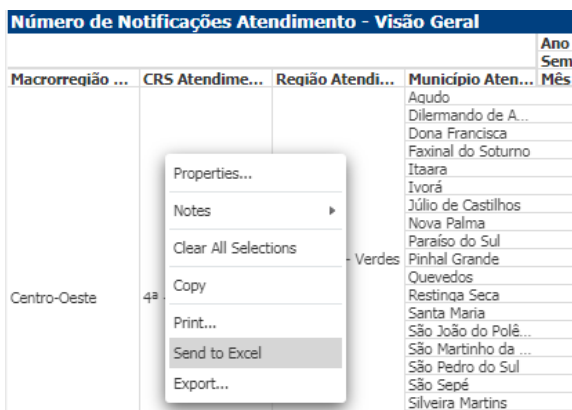 Número de Notificações Atendimento - Visão Geral
Ano
Sem
Macrorregião ... CRS Atendime... Região Atendi... Município Aten... Mês
Agudo
Dilermando de A...
Dona Francisca
Faxinal do Soturno
Itaara
Ivorá
Júlio de Castilhos
Nova Palma
Paraíso do Sul
- Verdes Pinhal Grande
Quevedos
Centro-Oeste 4ª Restinga Seca
Santa Maria
São João do Polê...
São Martinho da ...
São Pedro do Sul
São Sepé
Silveira Martins
Properties...
Notes
Clear All Selections
Copy
Print...
Send to Excel
Export...